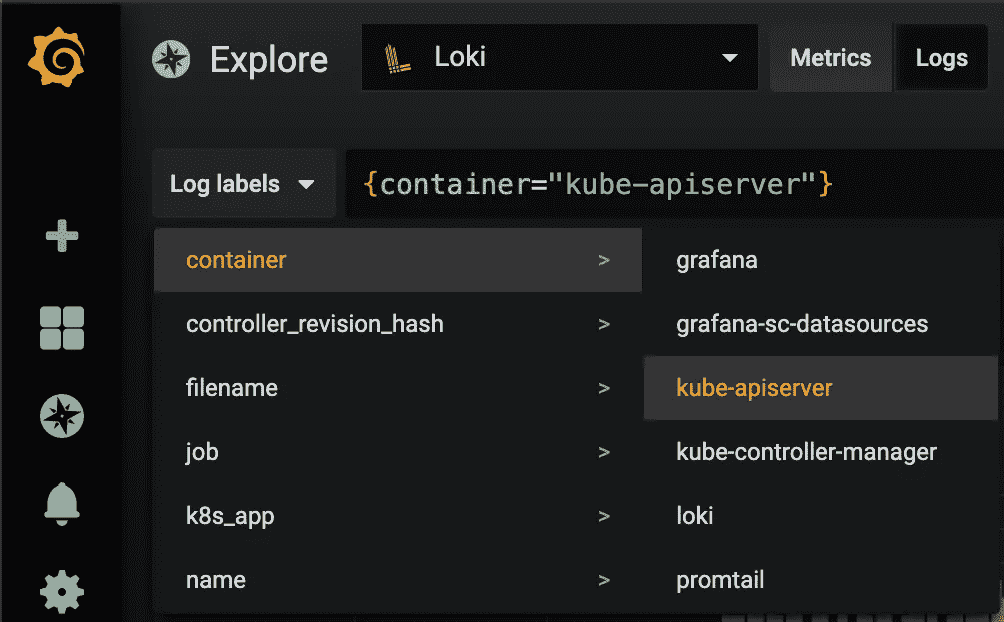 Explore Loki Metrics Logs
Log labels {container="kube-apiserver"}
container > grafana
controller_revision_hash > grafana-sc-datasources
filename > kube-apiserver
job > kube-controller-manager
k8s_app > loki
name > promtail